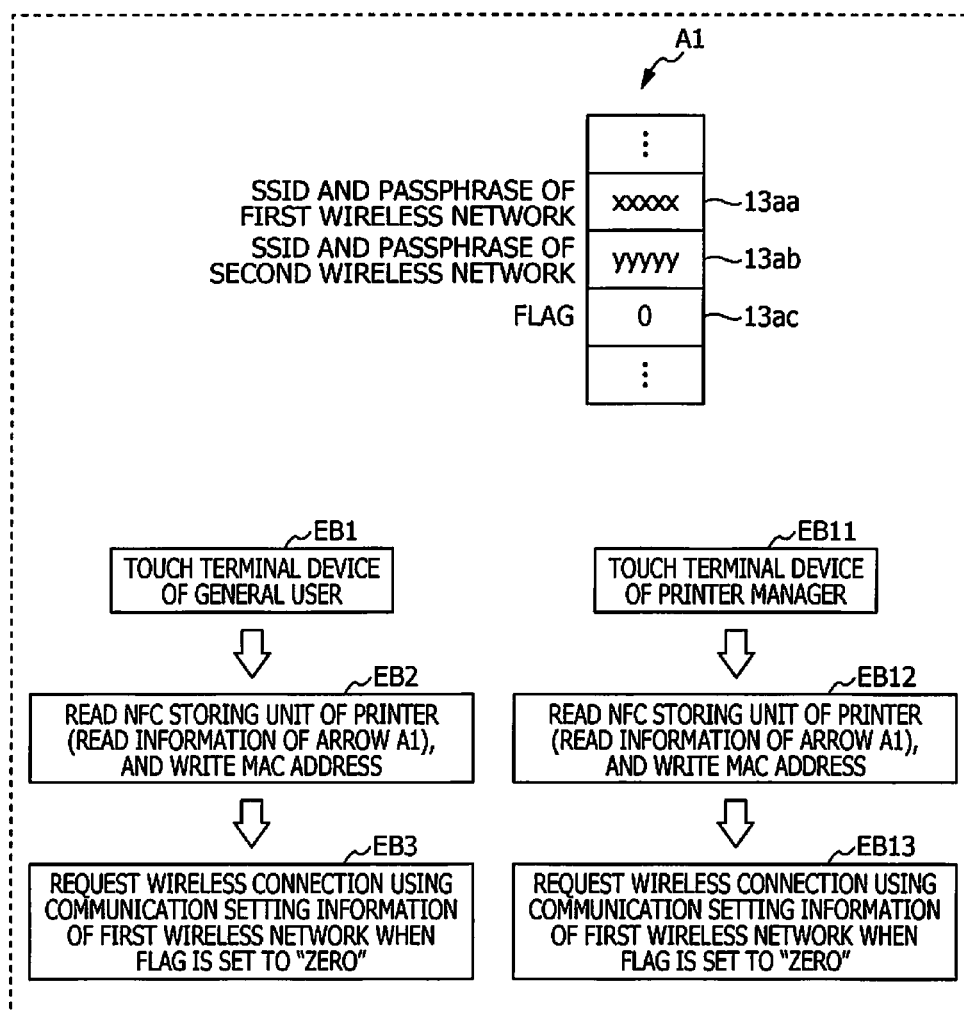 A1
⋮
SSID AND PASSPHRASE OF
FIRST WIRELESS NETWORK
xxxxx
13aa
SSID AND PASSPHRASE OF
SECOND WIRELESS NETWORK
yyyyy
13ab
FLAG
0
13ac
⋮
EB1
TOUCH TERMINAL DEVICE
OF GENERAL USER
EB2
READ NFC STORING UNIT OF PRINTER
(READ INFORMATION OF ARROW A1),
AND WRITE MAC ADDRESS
EB3
REQUEST WIRELESS CONNECTION USING
COMMUNICATION SETTING INFORMATION
OF FIRST WIRELESS NETWORK WHEN
FLAG IS SET TO “ZERO”
EB11
TOUCH TERMINAL DEVICE
OF PRINTER MANAGER
EB12
READ NFC STORING UNIT OF PRINTER
(READ INFORMATION OF ARROW A1),
AND WRITE MAC ADDRESS
EB13
REQUEST WIRELESS CONNECTION USING
COMMUNICATION SETTING INFORMATION
OF FIRST WIRELESS NETWORK WHEN
FLAG IS SET TO “ZERO”